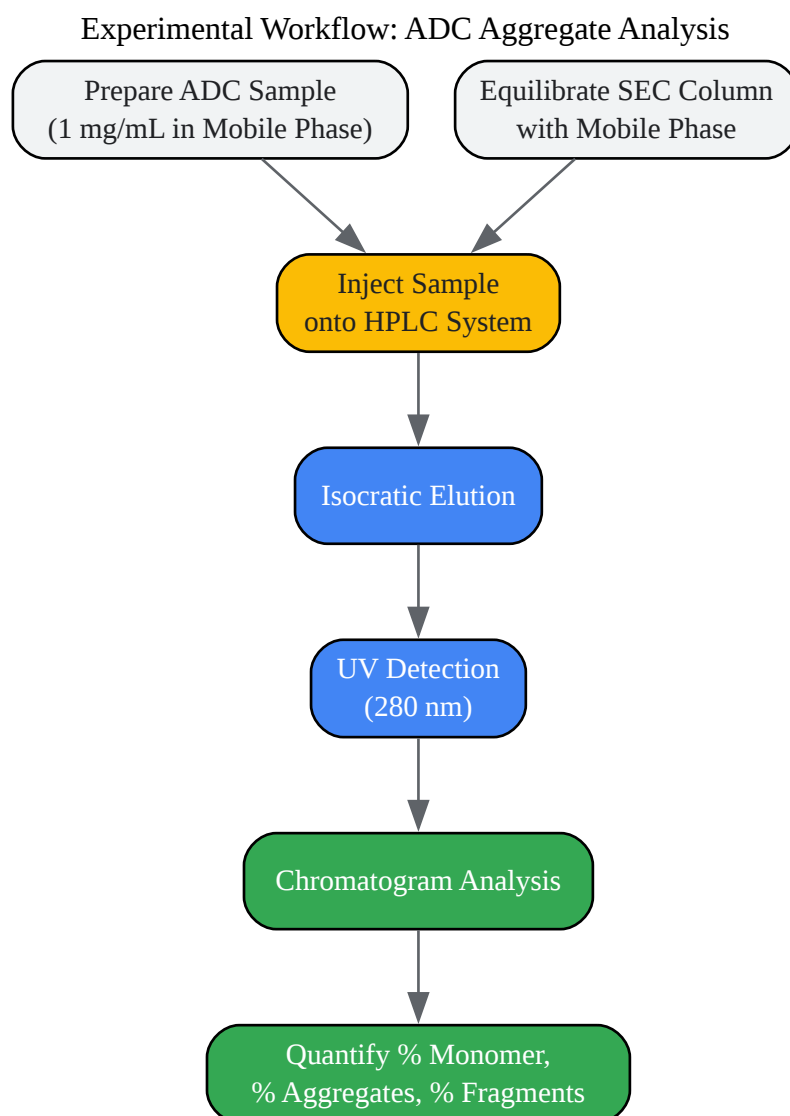 Experimental Workflow: ADC Aggregate Analysis
Prepare ADC Sample
(1 mg/mL in Mobile Phase)
Equilibrate SEC Column
with Mobile Phase
Inject Sample
onto HPLC System
Isocratic Elution
UV Detection
(280 nm)
Chromatogram Analysis
Quantify % Monomer,
% Aggregates, % Fragments